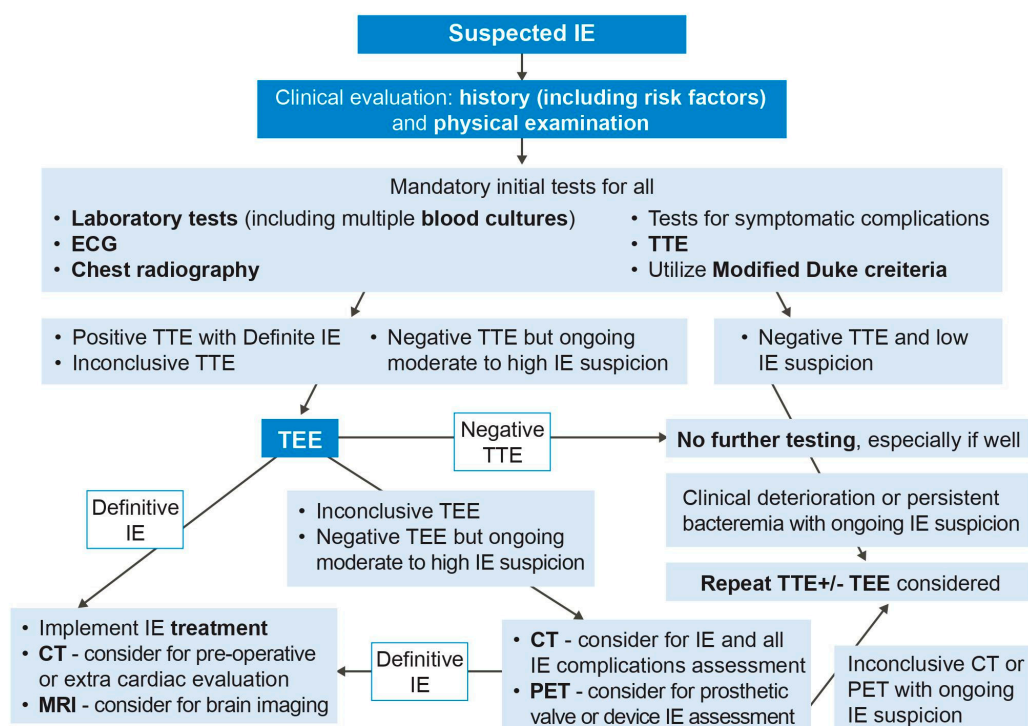 Suspected IE
Clinical evaluation: history (including risk factors)
and physical examination
Mandatory initial tests for all
• Laboratory tests (including multiple blood cultures)
• ECG
• Chest radiography
• Tests for symptomatic complications
• TTE
• Utilize Modified Duke creiteria
• Positive TTE with Definite IE
• Inconclusive TTE
• Negative TTE but ongoing
moderate to high IE suspicion
• Negative TTE and low
IE suspicion
TEE
Negative
TTE
No further testing, especially if well
Definitive
IE
• Inconclusive TEE
• Negative TEE but ongoing
moderate to high IE suspicion
Clinical deterioration or persistent
bacteremia with ongoing IE suspicion
Repeat TTE+/- TEE considered
• Implement IE treatment
• CT - consider for pre-operative
or extra cardiac evaluation
• MRI - consider for brain imaging
Definitive
IE
• CT - consider for IE and all
IE complications assessment
• PET - consider for prosthetic
valve or device IE assessment
Inconclusive CT or
PET with ongoing
IE suspicion